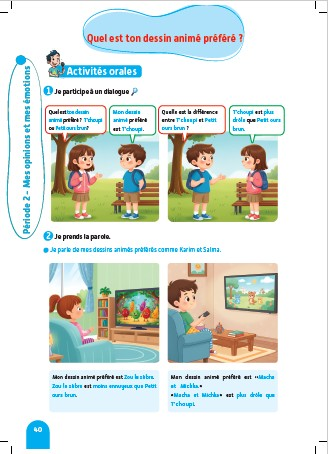 Quel est ton dessin animé préféré ?
Activités orales
1 Je participe à un dialogue
Quel est ton dessin
animé préféré ? T'choupi
ou Petit ours brun?
Mon dessin
animé préféré
est T'choupi.
Quelle est la différence
entre T'choupi et Petit
ours brun ?
T'choupi est plus
drôle que Petit ours
brun.
2 Je prends la parole.
Je parle de mes dessins animés préférés comme Karim et Salma.
Mon dessin animé préféré est Zou le zèbre.
Zou le zèbre est moins ennuyeux que Petit
ours brun.
Mon dessin animé préféré est «Macha
et Michka.»
«Macha et Michka» est plus drôle que
T'choupi.
Période 2 - Mes opinions et mes émotions
40